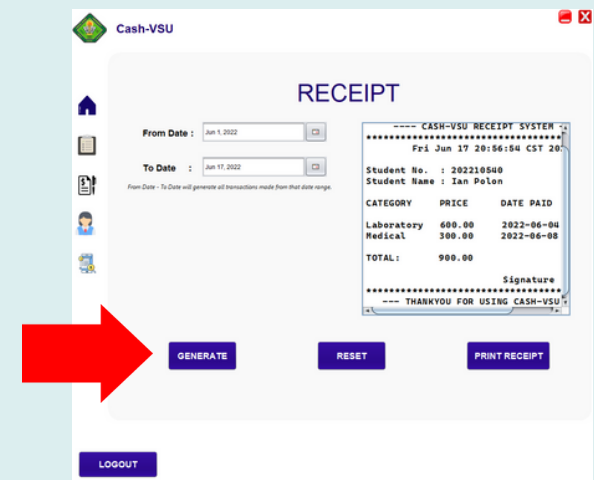 Cash-VSU
RECEIPT
From Date :
Jun 1, 2022
To Date :
Jun 17, 2022
From Date - To Date will generate all transactions made from that date range.
---- CASH-VSU RECEIPT SYSTEM -
Fri Jun 17 20:56:54 CST 20
Student No. : 202210540
Student Name : Ian Polon
CATEGORY PRICE DATE PAID
Laboratory 600.00 2022-06-04
Medical 300.00 2022-06-08
TOTAL: 900.00
Signature
--- THANKYOU FOR USING CASH-VSU
GENERATE
RESET
PRINT RECEIPT
LOGOUT